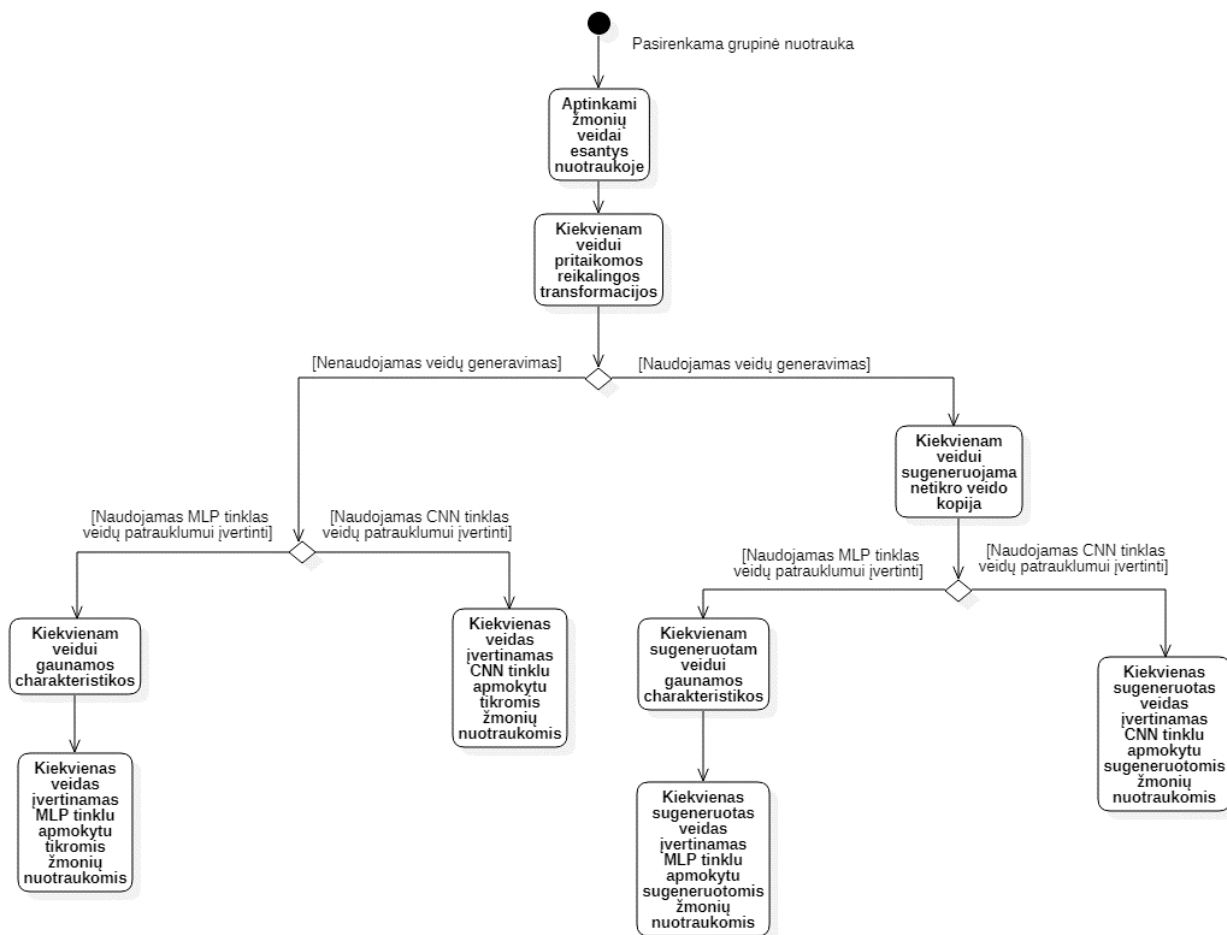 Pasirenkama grupinė nuotrauka
Aptinkami
žmonių
veidai
esantys
nuotraukoje
Kiekvienam
veidui
pritaikomos
reikalingos
transformacijos
[Nenaudojamas veidų generavimas]
[Naudojamas veidų generavimas]
Kiekvienam
veidui
sugeneruojama
netikro veido
kopija
[Naudojamas MLP tinklas
veidų patrauklumui įvertinti]
[Naudojamas CNN tinklas
veidų patrauklumui įvertinti]
[Naudojamas MLP tinklas
veidų patrauklumui įvertinti]
[Naudojamas CNN tinklas
veidų patrauklumui įvertinti]
Kiekvienam
veidui
gaunamos
charakteristikos
Kiekvienas
veidas
įvertinamas
CNN tinklu
apmokytu
tikromis
žmonių
nuotraukomis
Kiekvienam
sugeneruotam
veidui
gaunamos
charakteristikos
Kiekvienas
sugeneruotas
veidas
įvertinamas
CNN tinklu
apmokytu
sugeneruotomis
žmonių
nuotraukomis
Kiekvienas
veidas
įvertinamas
MLP tinklu
apmokytu
tikromis
žmonių
nuotraukomis
Kiekvienas
sugeneruotas
veidas
įvertinamas
MLP tinklu
apmokytu
sugeneruotomis
žmonių
nuotraukomis